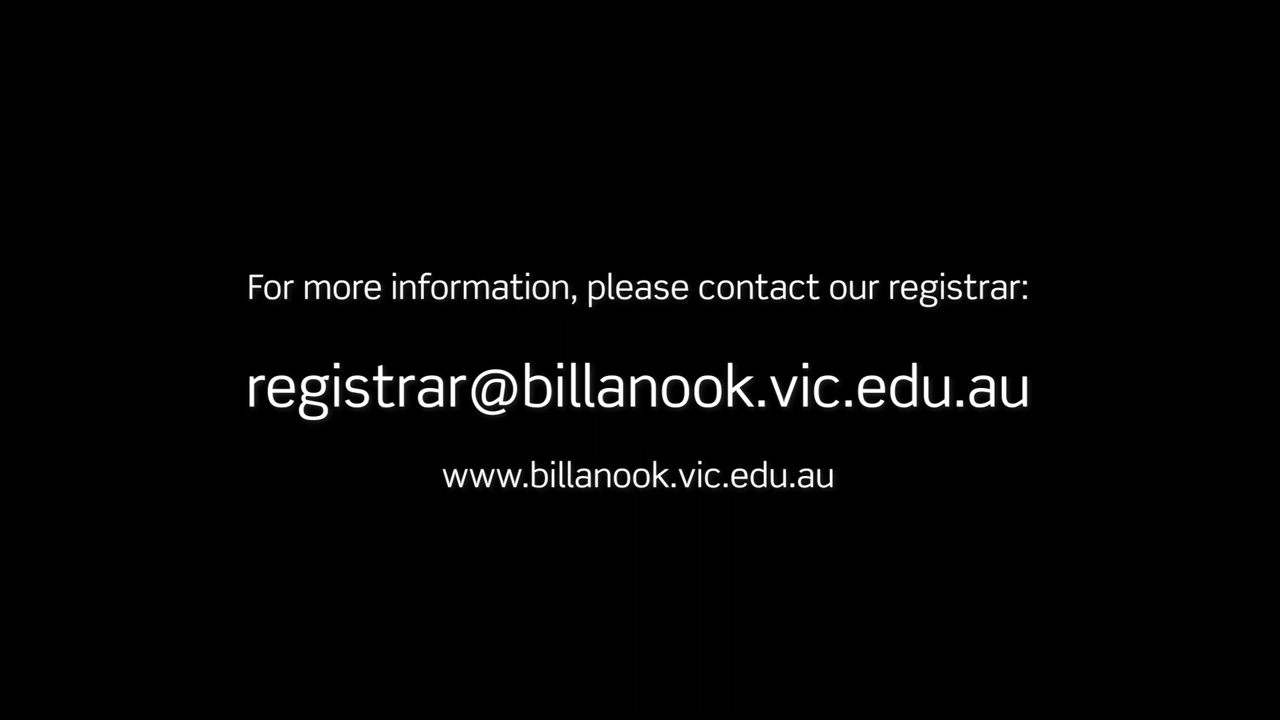 For more information, please contact our registrar:
registrar@billanook.vic.edu.au
www.billanook.vic.edu.au